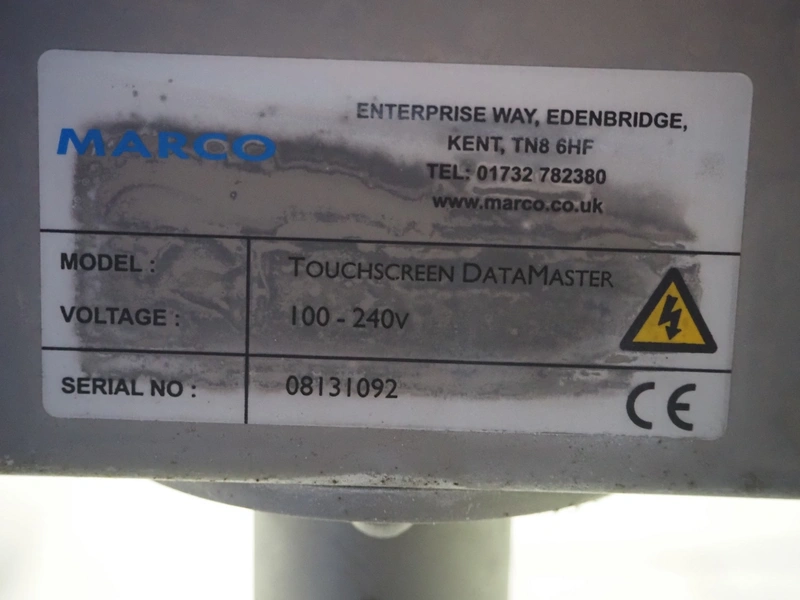 MARCO
ENTERPRISE WAY, EDENBRIDGE,
KENT, TN8 6HF
TEL: 01732 782380
www.marco.co.uk
MODEL : TOUCHSCREEN DATAMASTER
VOLTAGE : 100 - 240V
SERIAL NO : 08131092
CE